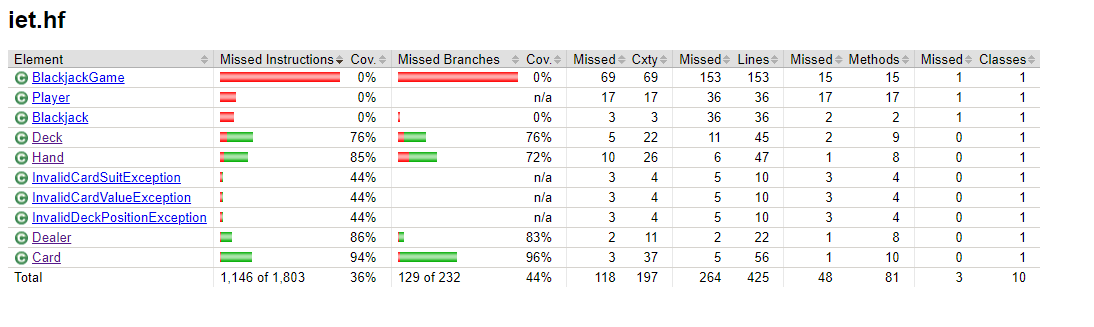 iet.hf
Element Missed Instructions Cov. Missed Branches Cov. Missed Cxty Missed Lines Missed Methods Missed Classes
C BlackjackGame 0% 0% 69 69 153 153 15 15 1 1
C Player 0% n/a 17 17 36 36 17 17 1 1
C Blackjack 0% 0% 3 3 36 36 2 2 1 1
C Deck 76% 76% 5 22 11 45 2 9 0 1
C Hand 85% 72% 10 26 6 47 1 8 0 1
C InvalidCardSuitException 44% n/a 3 4 5 10 3 4 0 1
C InvalidCardValueException 44% n/a 3 4 5 10 3 4 0 1
C InvalidDeckPositionException 44% n/a 3 4 5 10 3 4 0 1
C Dealer 86% 83% 2 11 2 22 1 8 0 1
C Card 94% 96% 3 37 5 56 1 10 0 1
Total 1,146 of 1,803 36% 129 of 232 44% 118 197 264 425 48 81 3 10